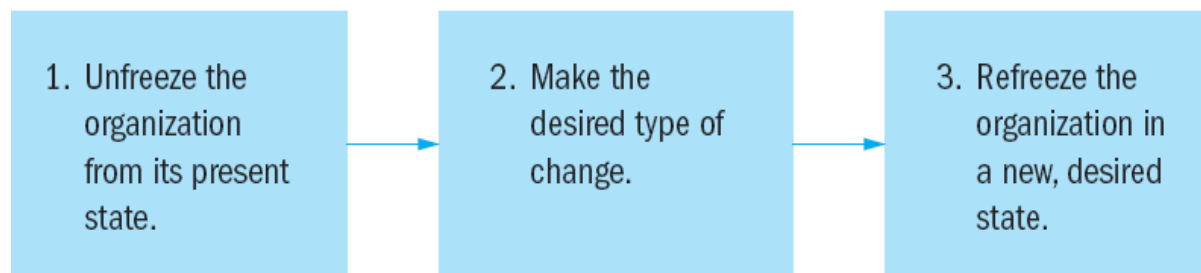 1. Unfreeze the
organization
from its present
state.
2. Make the
desired type of
change.
3. Refreeze the
organization in
a new, desired
state.